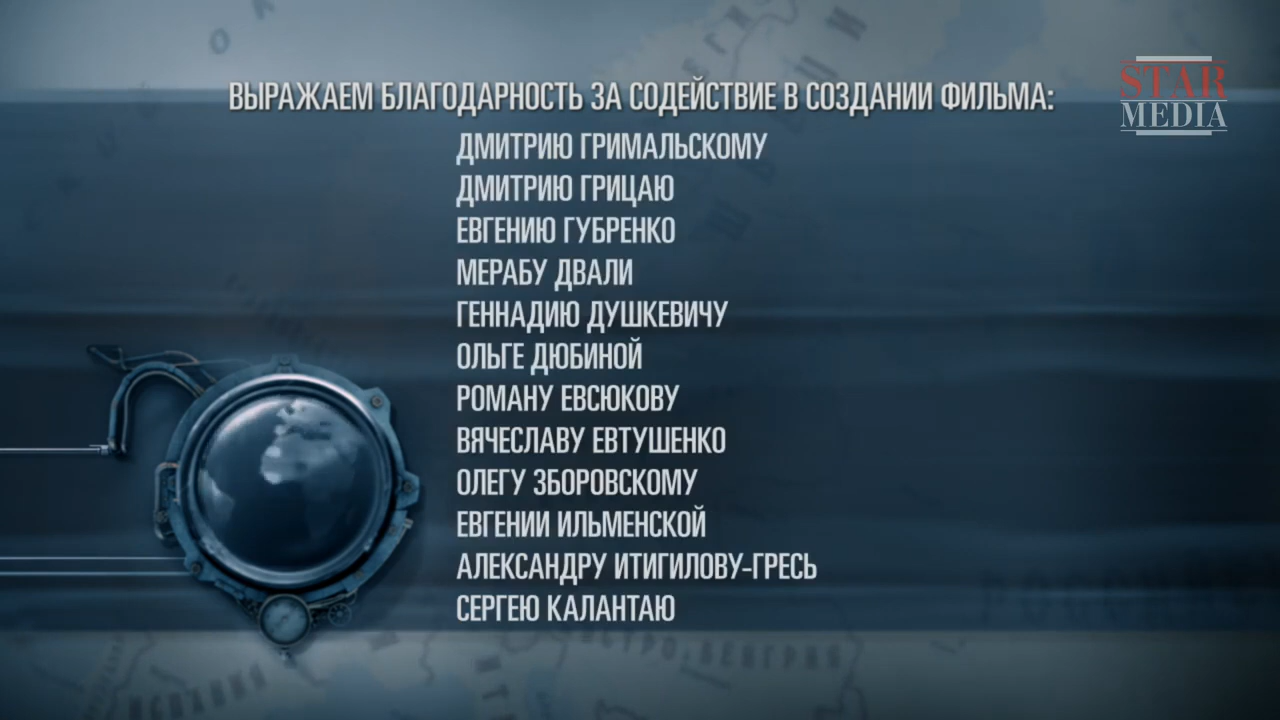 ВЫРАЖАЕМ БЛАГОДАРНОСТЬ ЗА СОДЕЙСТВИЕ В СОЗДАНИИ ФИЛЬМА:
STAR
MEDIA
ДМИТРИЮ ГРИМАЛЬСКОМУ
ДМИТРИЮ ГРИЦАЮ
ЕВГЕНИЮ ГУБРЕНКО
МЕРАБУ ДВАЛИ
ГЕННАДИЮ ДУШКЕВИЧУ
ОЛЬГЕ ДЮБИНОЙ
РОМАНУ ЕВСЮКОВУ
ВЯЧЕСЛАВУ ЕВТУШЕНКО
ОЛЕГУ ЗБОРОВСКОМУ
ЕВГЕНИИ ИЛЬМЕНСКОЙ
АЛЕКСАНДРУ ИТИГИЛОВУ-ГРЕСЬ
СЕРГЕЮ КАЛАНТАЮ